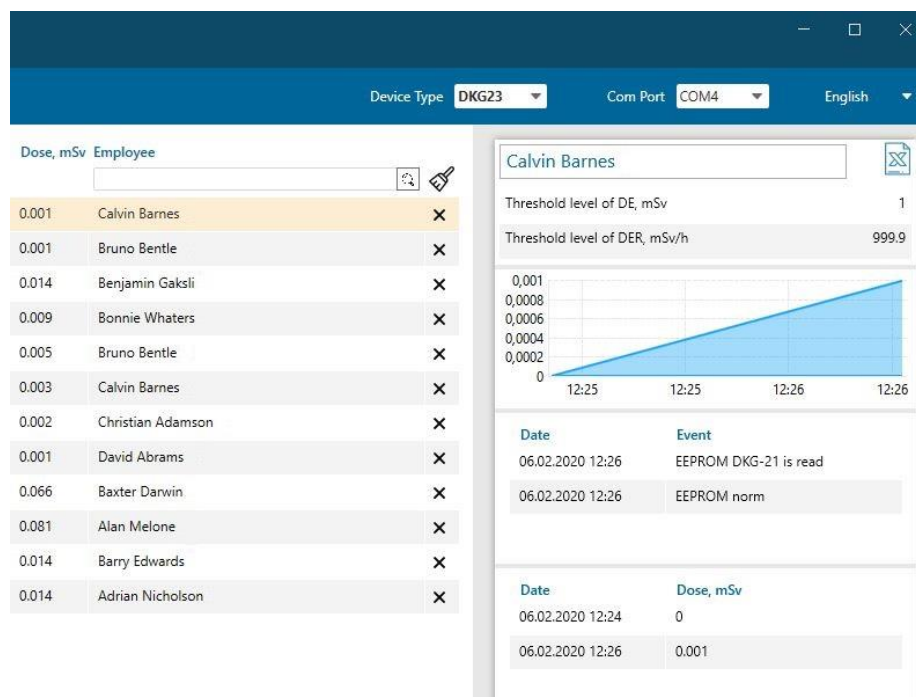 Device Type DKG23 Com Port COM4 English
Dose, mSv Employee
0.001 Calvin Barnes
0.001 Bruno Bentle
0.014 Benjamin Gaksli
0.009 Bonnie Whaters
0.005 Bruno Bentle
0.003 Calvin Barnes
0.002 Christian Adamson
0.001 David Abrams
0.066 Baxter Darwin
0.081 Alan Melone
0.014 Barry Edwards
0.014 Adrian Nicholson
Calvin Barnes
Threshold level of DE, mSv 1
Threshold level of DER, mSv/h 999.9
0,001
0,0008
0,0006
0,0004
0,0002
0
12:25 12:25 12:26 12:26
Date Event
06.02.2020 12:26 EEPROM DKG-21 is read
06.02.2020 12:26 EEPROM norm
Date Dose, mSv
06.02.2020 12:24 0
06.02.2020 12:26 0.001